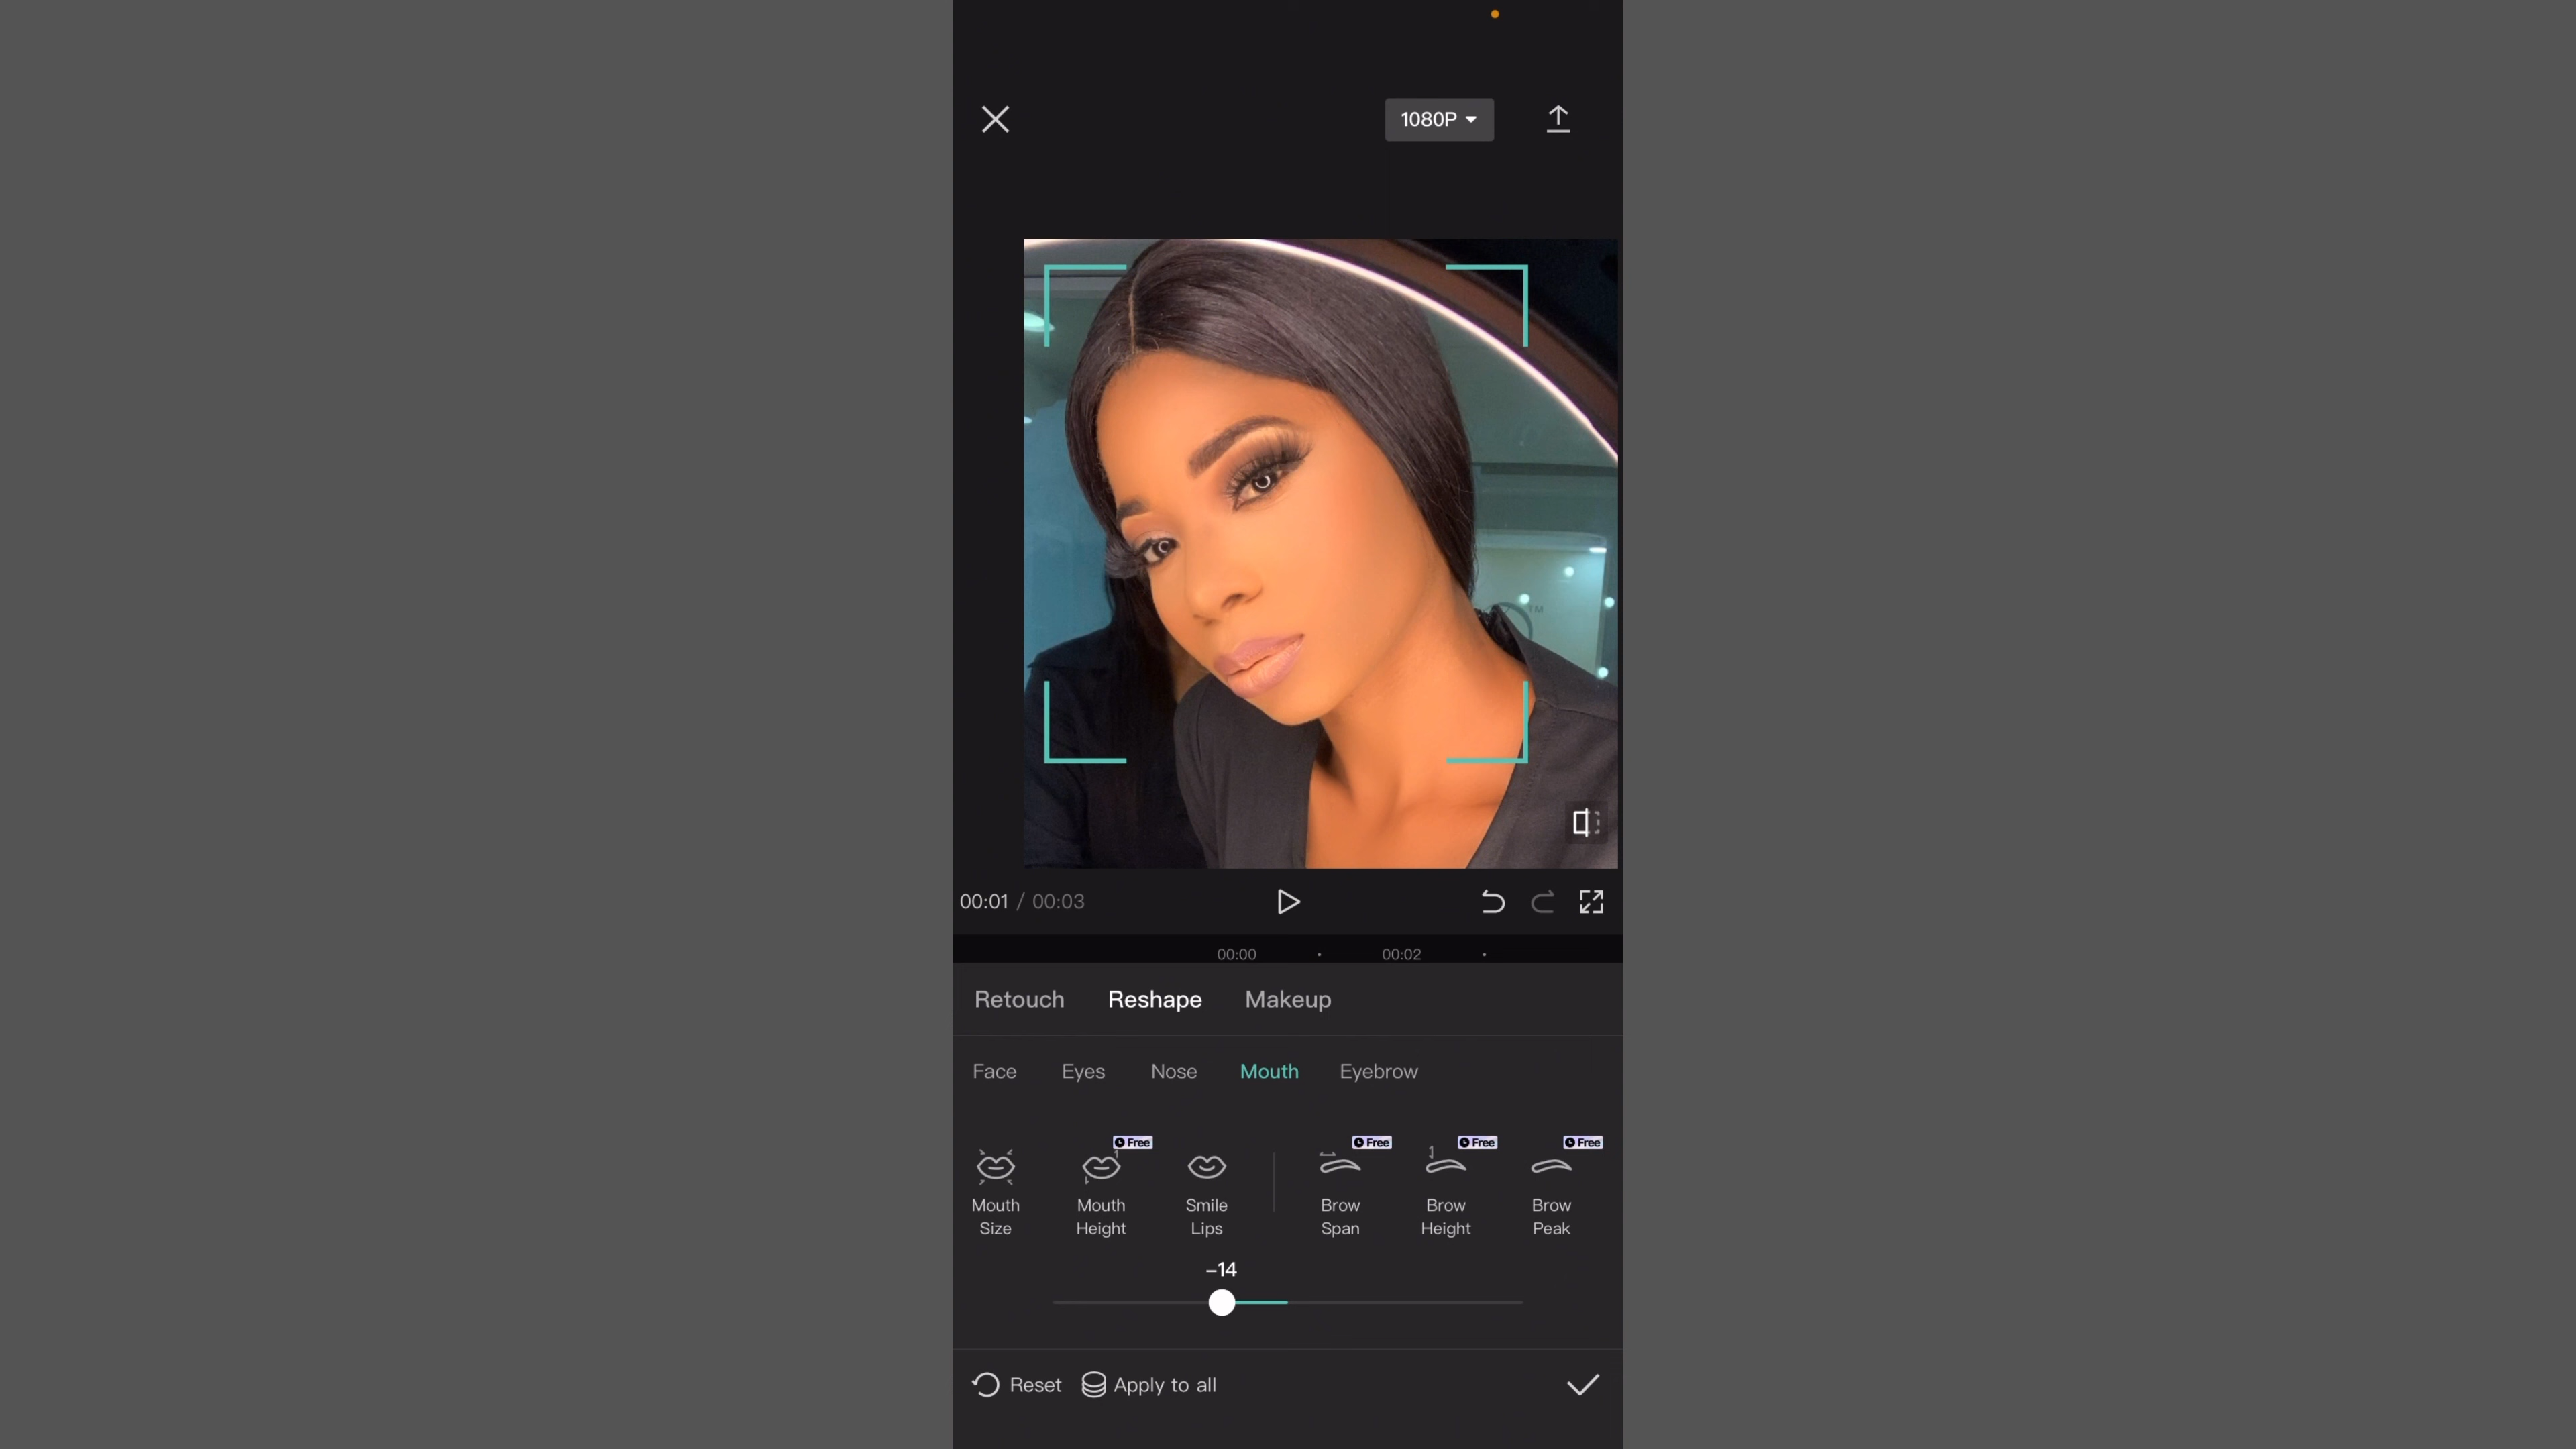 1080P
TM
00:01 / 00:03
00:00 00:02
Retouch Reshape Makeup
Face Eyes Nose Mouth Eyebrow
Free Free Free Free
Mouth Size Mouth Height Smile Lips Brow Span Brow Height Brow Peak
-14
Reset Apply to all